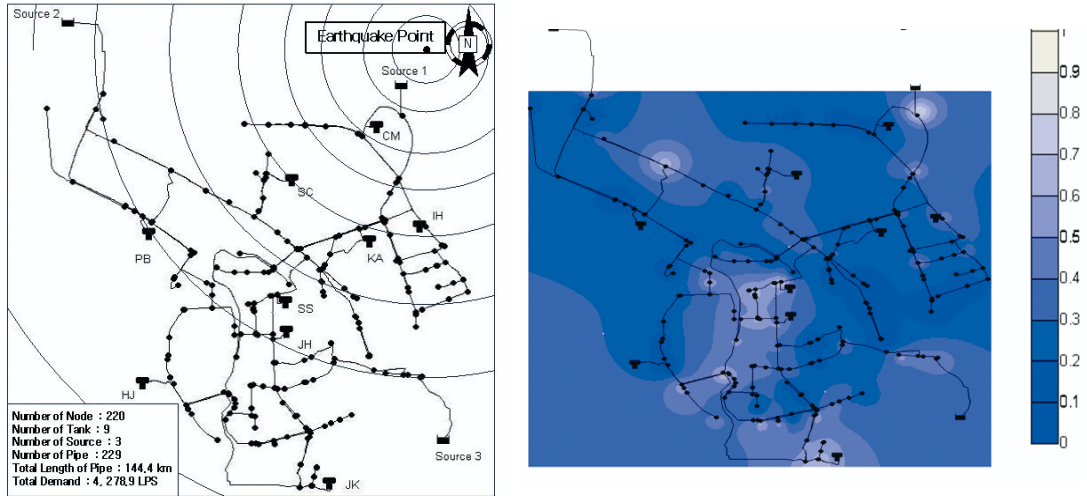 Source 2
Earthquake Point
N
Source 1
CM
SC
IH
KA
PB
SS
JH
HJ
Number of Node : 220
Number of Tank : 9
Number of Source : 3
Number of Pipe : 229
Total Length of Pipe : 144,4 km
Total Demand : 4, 278,9 LPS
Source 3
JK
1
0.9
0.8
0.7
0.6
0.5
0.4
0.3
0.2
0.1
0